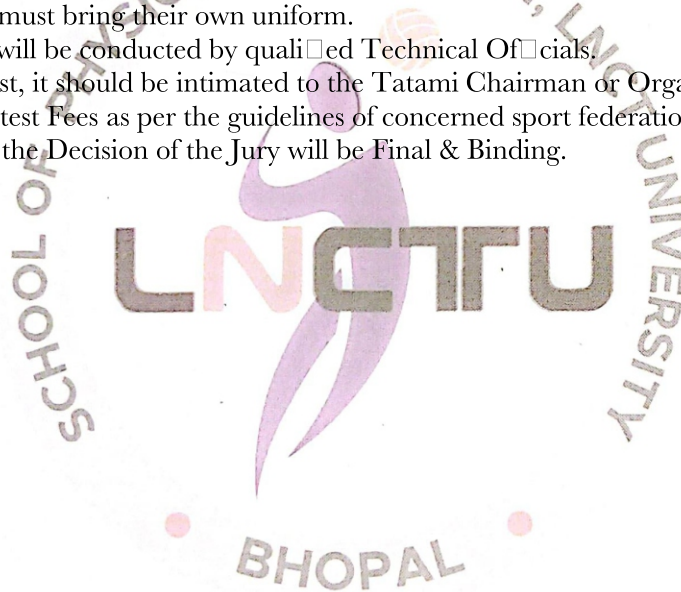 must bring their own uniform.
will be conducted by quali□ed Technical Of□cials.
st, it should be intimated to the Tatami Chairman or Orga
test Fees as per the guidelines of concerned sport federatio
the Decision of the Jury will be Final & Binding.
SCHOOL OF PHYSIC
, LNCT UNIVERSITY
LNCTU
BHOPAL